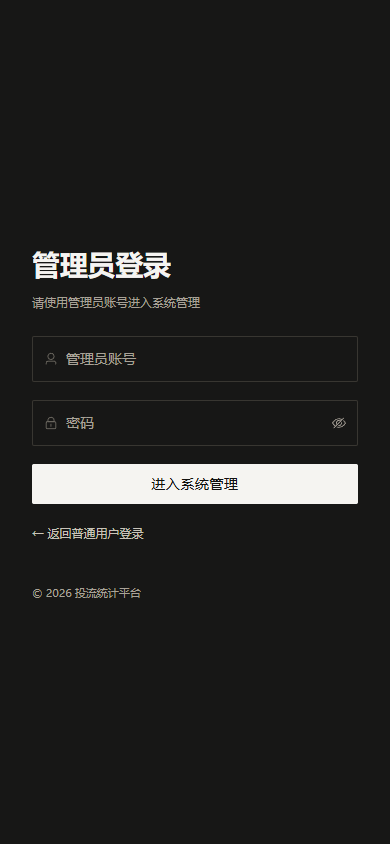 管理员登录
请使用管理员账号进入系统管理
管理员账号
密码
进入系统管理
← 返回普通用户登录
© 2026 投流统计平台